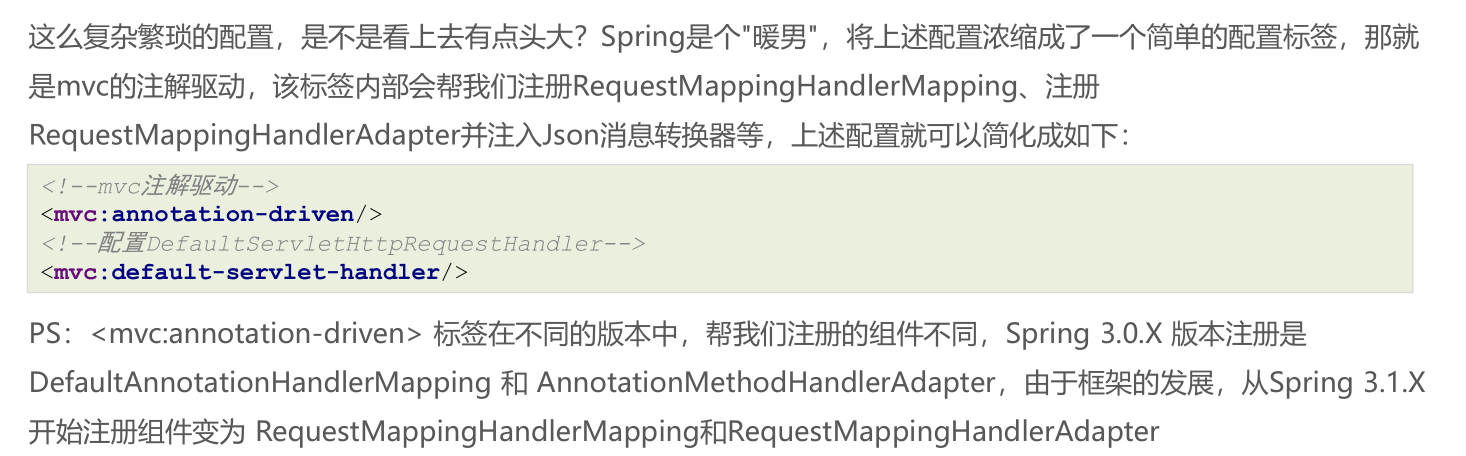 这么复杂繁琐的配置，是不是看上去有点头大？Spring是个"暖男"，将上述配置浓缩成了一个简单的配置标签，那就
是mvc的注解驱动，该标签内部会帮我们注册RequestMappingHandlerMapping、注册
RequestMappingHandlerAdapter并注入Json消息转换器等，上述配置就可以简化成如下：
<!--mvc注解驱动-->
<mvc:annotation-driven/>
<!--配置DefaultServletHttpRequestHandler-->
<mvc:default-servlet-handler/>
PS：<mvc:annotation-driven> 标签在不同的版本中，帮我们注册的组件不同，Spring 3.0.X 版本注册是
DefaultAnnotationHandlerMapping 和 AnnotationMethodHandlerAdapter，由于框架的发展，从Spring 3.1.X
开始注册组件变为 RequestMappingHandlerMapping和RequestMappingHandlerAdapter